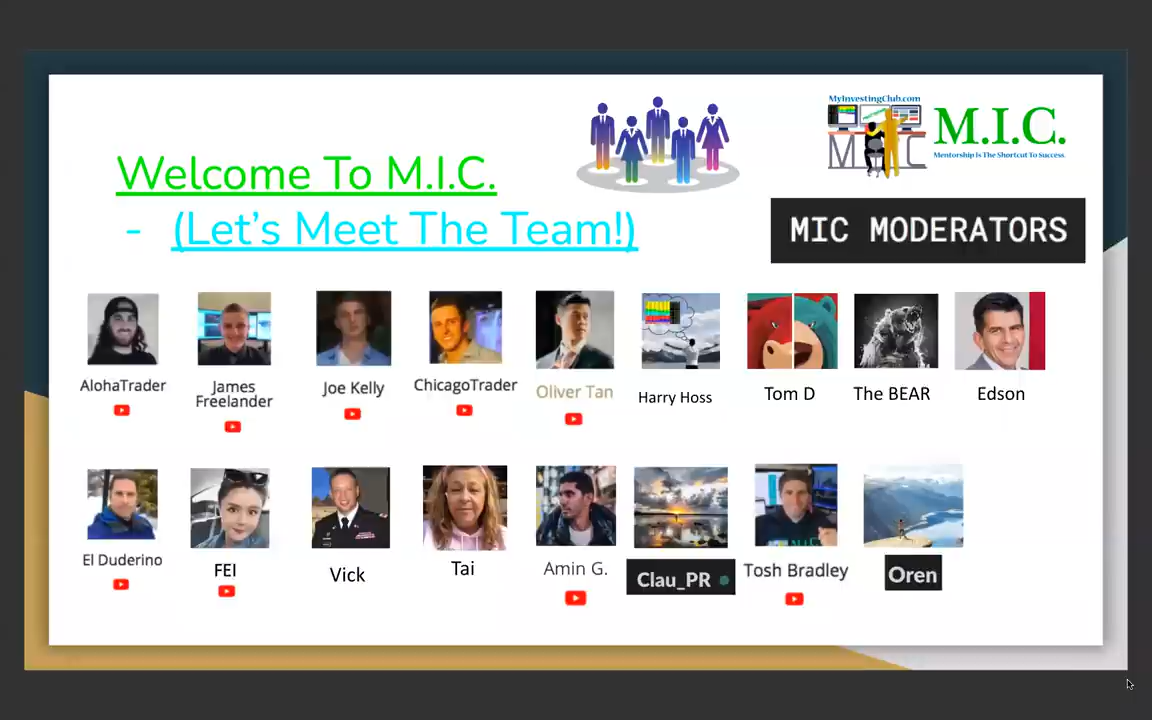 MyInvestingClub.com
M.I.C.
MIC
Mentorship Is The Shortcut To Success.
Welcome To M.I.C.
- (Let's Meet The Team!)
MIC MODERATORS
AlohaTrader
James
Freelander
Joe Kelly
ChicagoTrader
Oliver Tan
Harry Hoss
Tom D
The BEAR
Edson
El Duderino
FEI
Vick
Tai
Amin G.
Clau_PR
Tosh Bradley
Oren